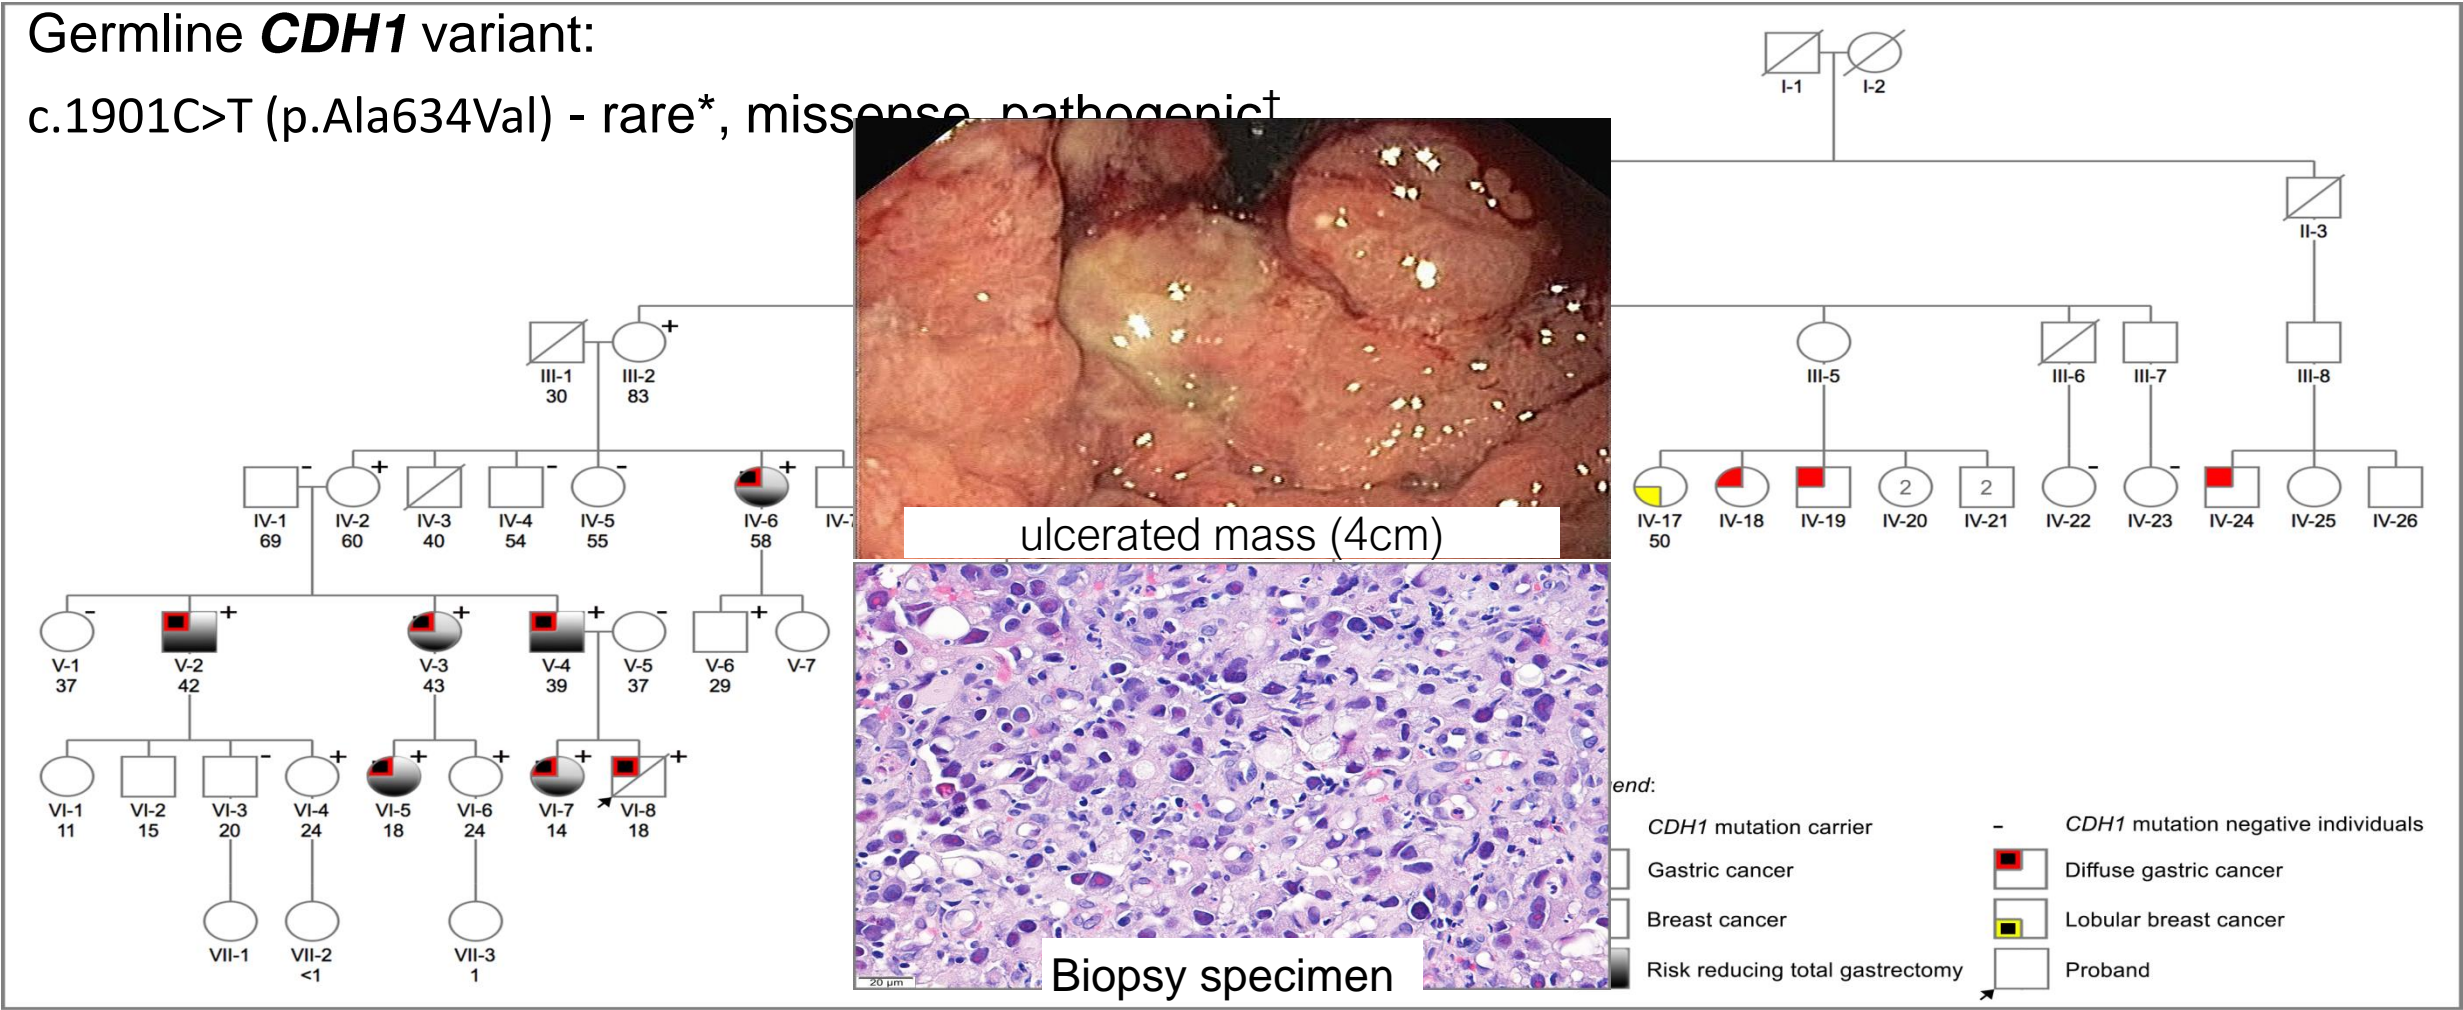 Germline CDH1 variant:
c.1901C>T (p.Ala634Val) - rare*, missense, pathogenic†
I-1 I-2
II-3
III-1 III-2 III-5 III-6 III-7 III-8
30 83
IV-1 IV-2 IV-3 IV-4 IV-5 IV-6 IV-7 IV-17 IV-18 IV-19 IV-20 IV-21 IV-22 IV-23 IV-24 IV-25 IV-26
2 2
69 60 40 54 55 58 50
ulcerated mass (4cm)
V-1 V-2 V-3 V-4 V-5 V-6 V-7
37 42 43 39 37 29
VI-1 VI-2 VI-3 VI-4 VI-5 VI-6 VI-7 VI-8
11 15 20 24 18 24 14 18
VII-1 VII-2 VII-3
<1 1
20 µm
Biopsy specimen
end:
CDH1 mutation carrier
- CDH1 mutation negative individuals
Gastric cancer
Diffuse gastric cancer
Breast cancer
Lobular breast cancer
Risk reducing total gastrectomy
Proband